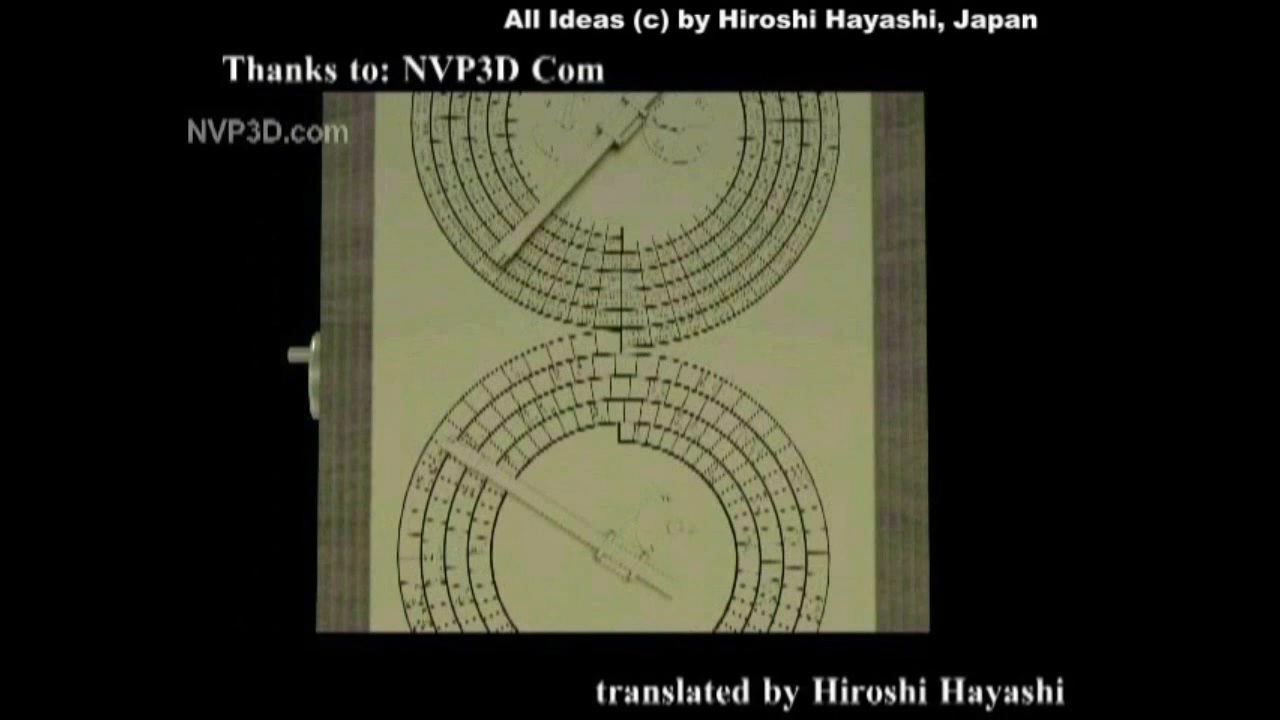 All Ideas (c) by Hiroshi Hayashi, Japan
Thanks to: NVP3D Com
NVP3D.com
translated by Hiroshi Hayashi